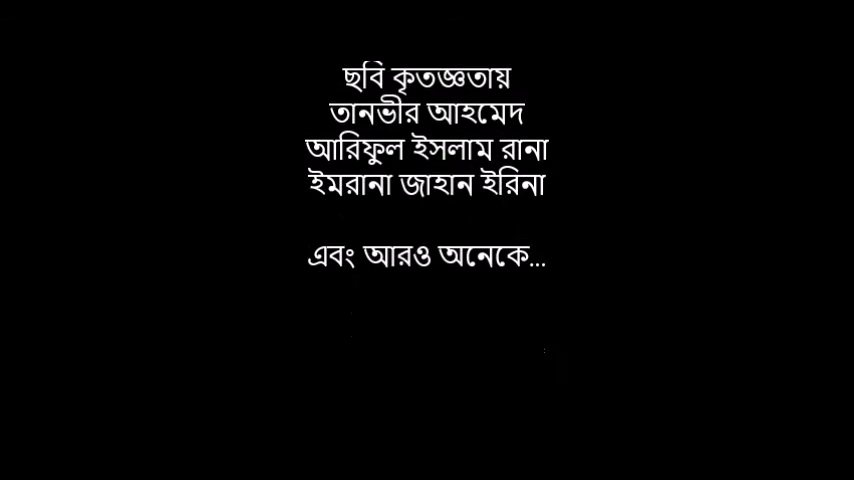 ছবি কৃতজ্ঞতায়
তানভীর আহমেদ
আরিফুল ইসলাম রানা
ইমরানা জাহান ইরিনা
এবং আরও অনেকে...